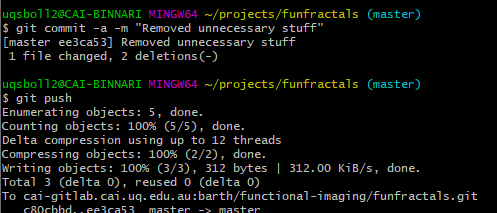 uqsboll2@CAI-BINNARI MINGW64 ~/projects/funfractals (master)
$ git commit -a -m "Removed unnecessary stuff"
[master ee3ca53] Removed unnecessary stuff
 1 file changed, 2 deletions(-)
uqsboll2@CAI-BINNARI MINGW64 ~/projects/funfractals (master)
$ git push
Enumerating objects: 5, done.
Counting objects: 100% (5/5), done.
Delta compression using up to 12 threads
Compressing objects: 100% (2/2), done.
Writing objects: 100% (3/3), 312 bytes | 312.00 KiB/s, done.
Total 3 (delta 0), reused 0 (delta 0)
To cai-gitlab.cai.uq.edu.au:barth/functional-imaging/funfractals.git
   c80cbbd..ee3ca53  master -> master